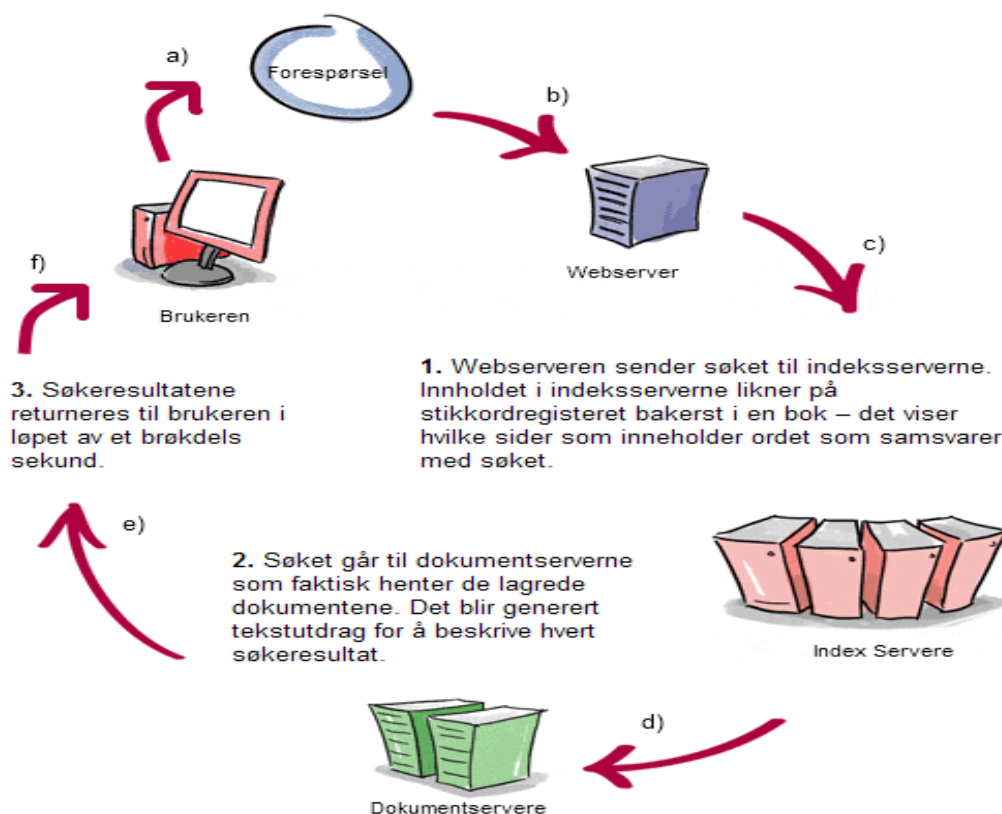 a)
Forespørsel
b)
Webserver
c)
f)
Brukeren
1. Webserveren sender søket til indeksserverne.
Innholdet i indeksserverne likner på
stikkordregisteret bakerst i en bok – det viser
hvilke sider som inneholder ordet som samsvarer
med søket.
3. Søkeresultatene
returneres til brukeren i
løpet av et brøkdels
sekund.
e)
2. Søket går til dokumentserverne
som faktisk henter de lagrede
dokumentene. Det blir generert
tekstutdrag for å beskrive hvert
søkeresultat.
Index Servere
d)
Dokumentservere